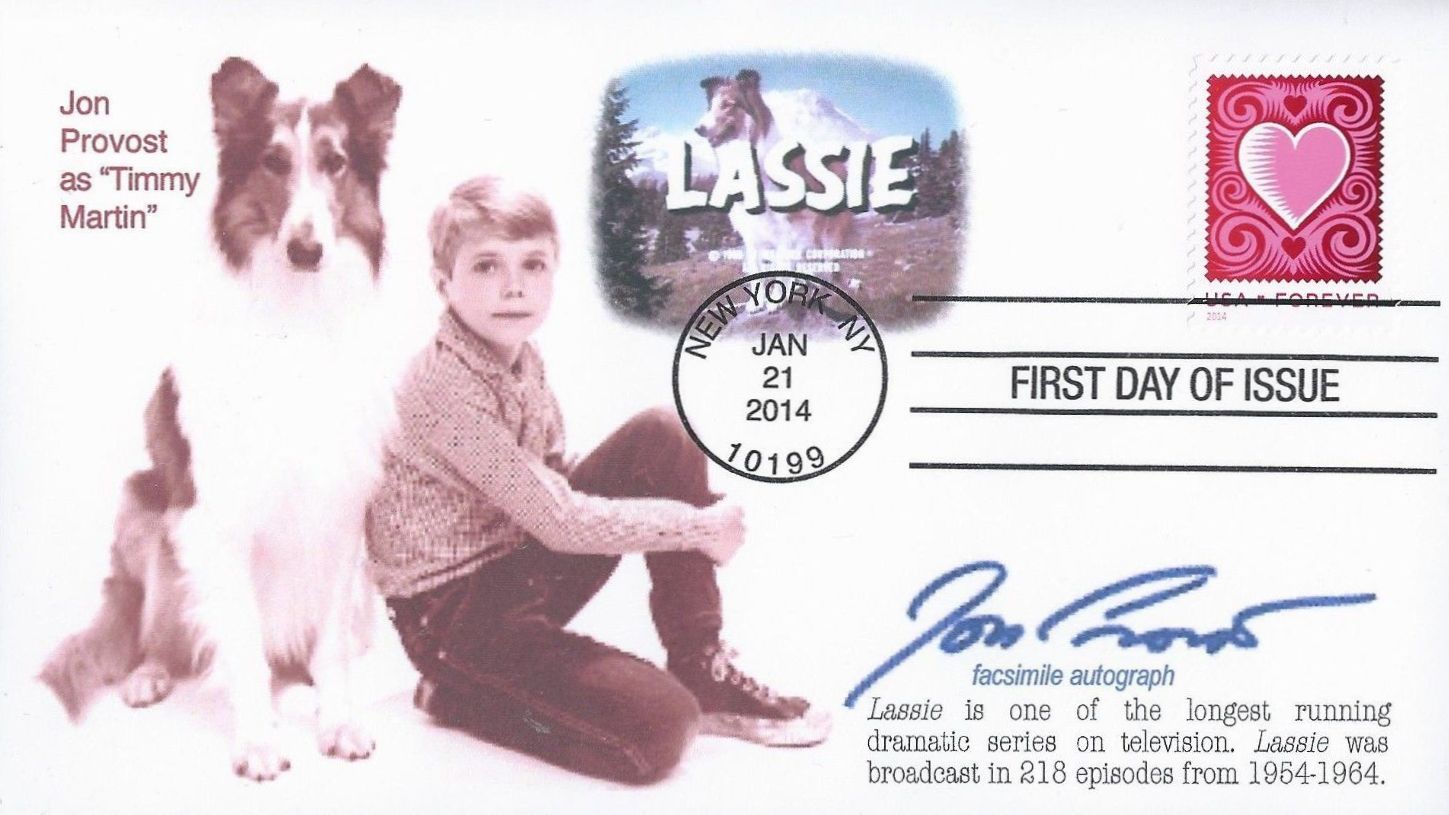 Jon
Provost
as “Timmy
Martin”
LASSIE
CORPORATION
NEW YORK, NY
JAN
21
2014
10199
USA FOREVER
2014
FIRST DAY OF ISSUE
Jon Provost
facsimile autograph
Lassie is one of the longest running
dramatic series on television. Lassie was
broadcast in 218 episodes from 1954-1964.